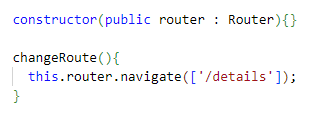 constructor(public router : Router){}
changeRoute(){
this.router.navigate(['/details']);
}